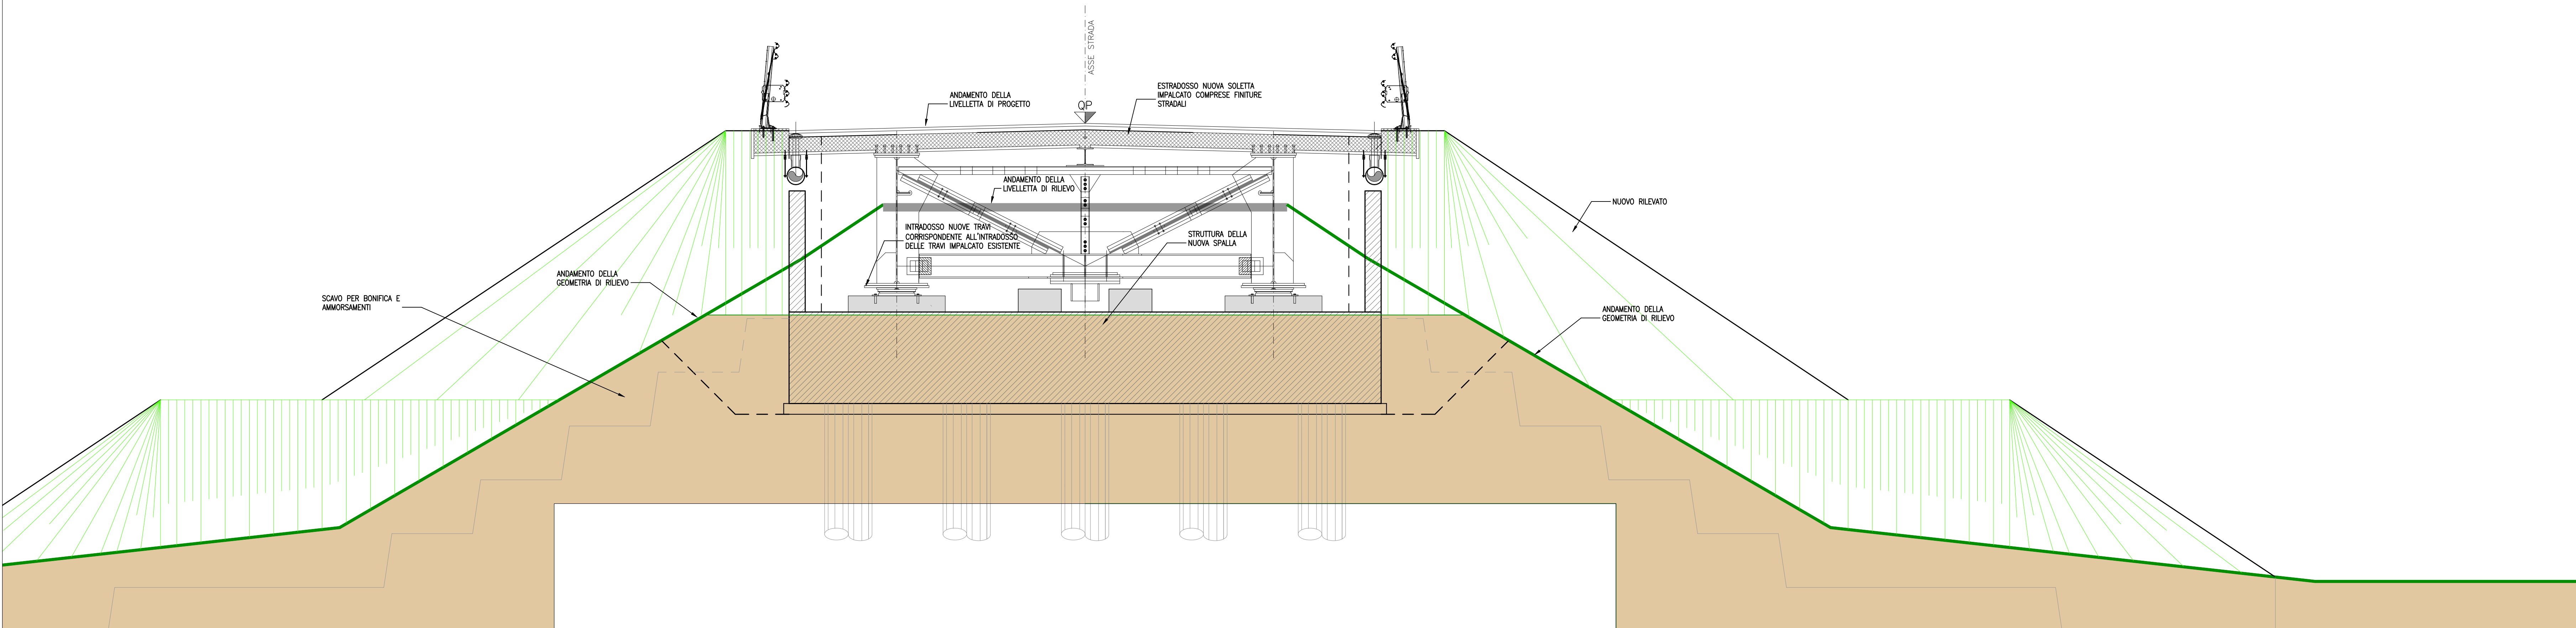 ASSE STRADA
ANDAMENTO DELLA
LIVELLETTA DI PROGETTO
QP
ESTRADOSSO NUOVA SOLETTA
IMPALCATO COMPRESE FINITURE
STRADALI
ANDAMENTO DELLA
LIVELLETTA DI RILIEVO
NUOVO RILEVATO
INTRADOSSO NUOVE TRAVI
CORRISPONDENTE ALL'INTRADOSSO
DELLE TRAVI IMPALCATO ESISTENTE
STRUTTURA DELLA
NUOVA SPALLA
ANDAMENTO DELLA
GEOMETRIA DI RILIEVO
SCAVO PER BONIFICA E
AMMORSAMENTI
ANDAMENTO DELLA
GEOMETRIA DI RILIEVO